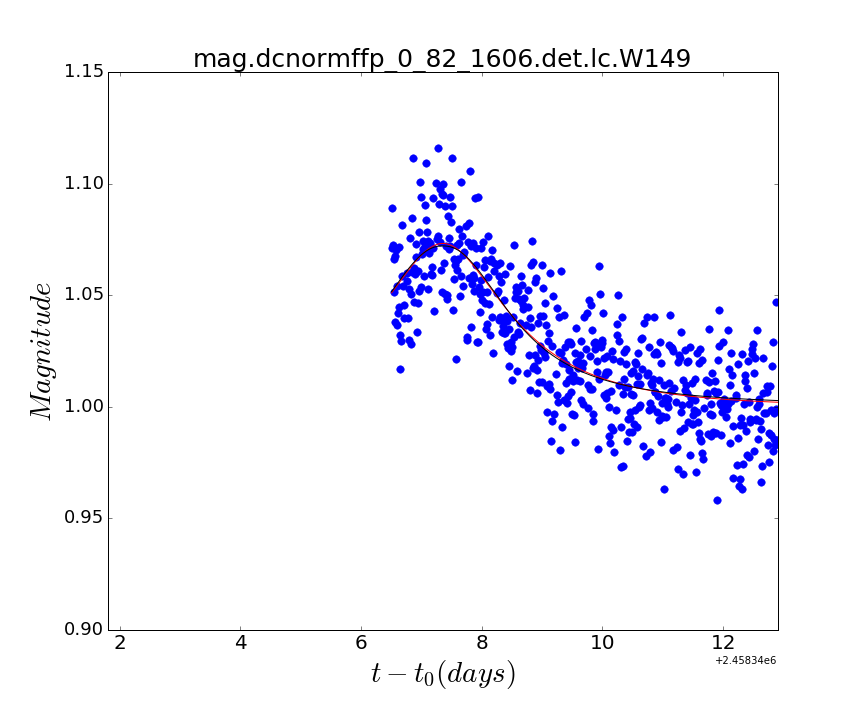 mag.dcnormffp_0_82_1606.det.lc.W149
Magnitude
1.15
1.10
1.05
1.00
0.95
0.90
2 4 6 8 10 12
+2.45834e6
t − t₀(days)